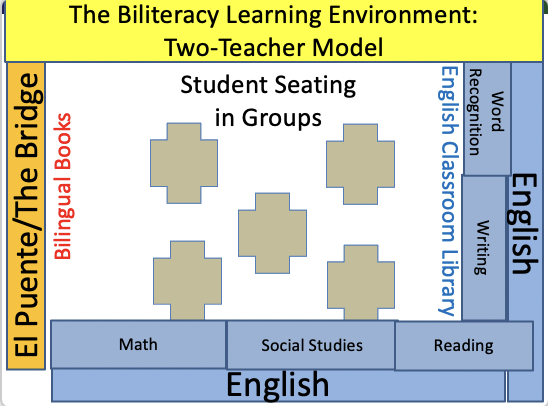 The Biliteracy Learning Environment:
Two-Teacher Model
El Puente/The Bridge
Bilingual Books
Student Seating
in Groups
English Classroom Library
Word
Recognition
Writing
English
Math
Social Studies
Reading
English